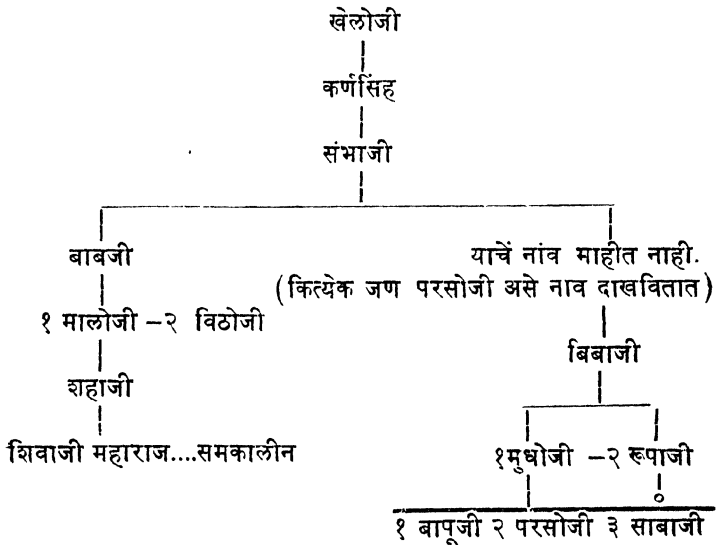 खेलोजी
कर्णसिंह
संभाजी
बाबजी याचें नांव माहीत नाही.
(कित्येक जण परसोजी असे नाव दाखवितात)
१ मालोजी -२ विठोजी
बिबाजी
शहाजी
शिवाजी महाराज....समकालीन १मुधोजी -२ रूपाजी
१ बापूजी २ परसोजी ३ साबाजी